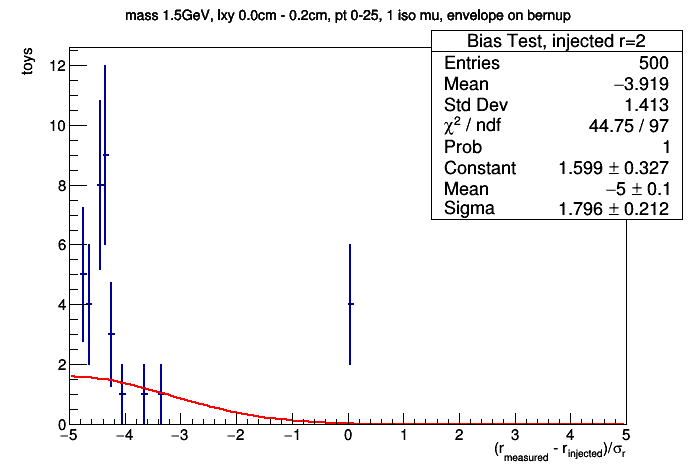 mass 1.5GeV, lxy 0.0cm - 0.2cm, pt 0-25, 1 iso mu, envelope on bernup
toys
Bias Test, injected r=2
Entries 500
Mean −3.919
Std Dev 1.413
χ² / ndf 44.75 / 97
Prob 1
Constant 1.599 ± 0.327
Mean −5 ± 0.1
Sigma 1.796 ± 0.212
12
10
8
6
4
2
0
−5 −4 −3 −2 −1 0 1 2 3 4 5
(r_measured - r_injected)/σ_r